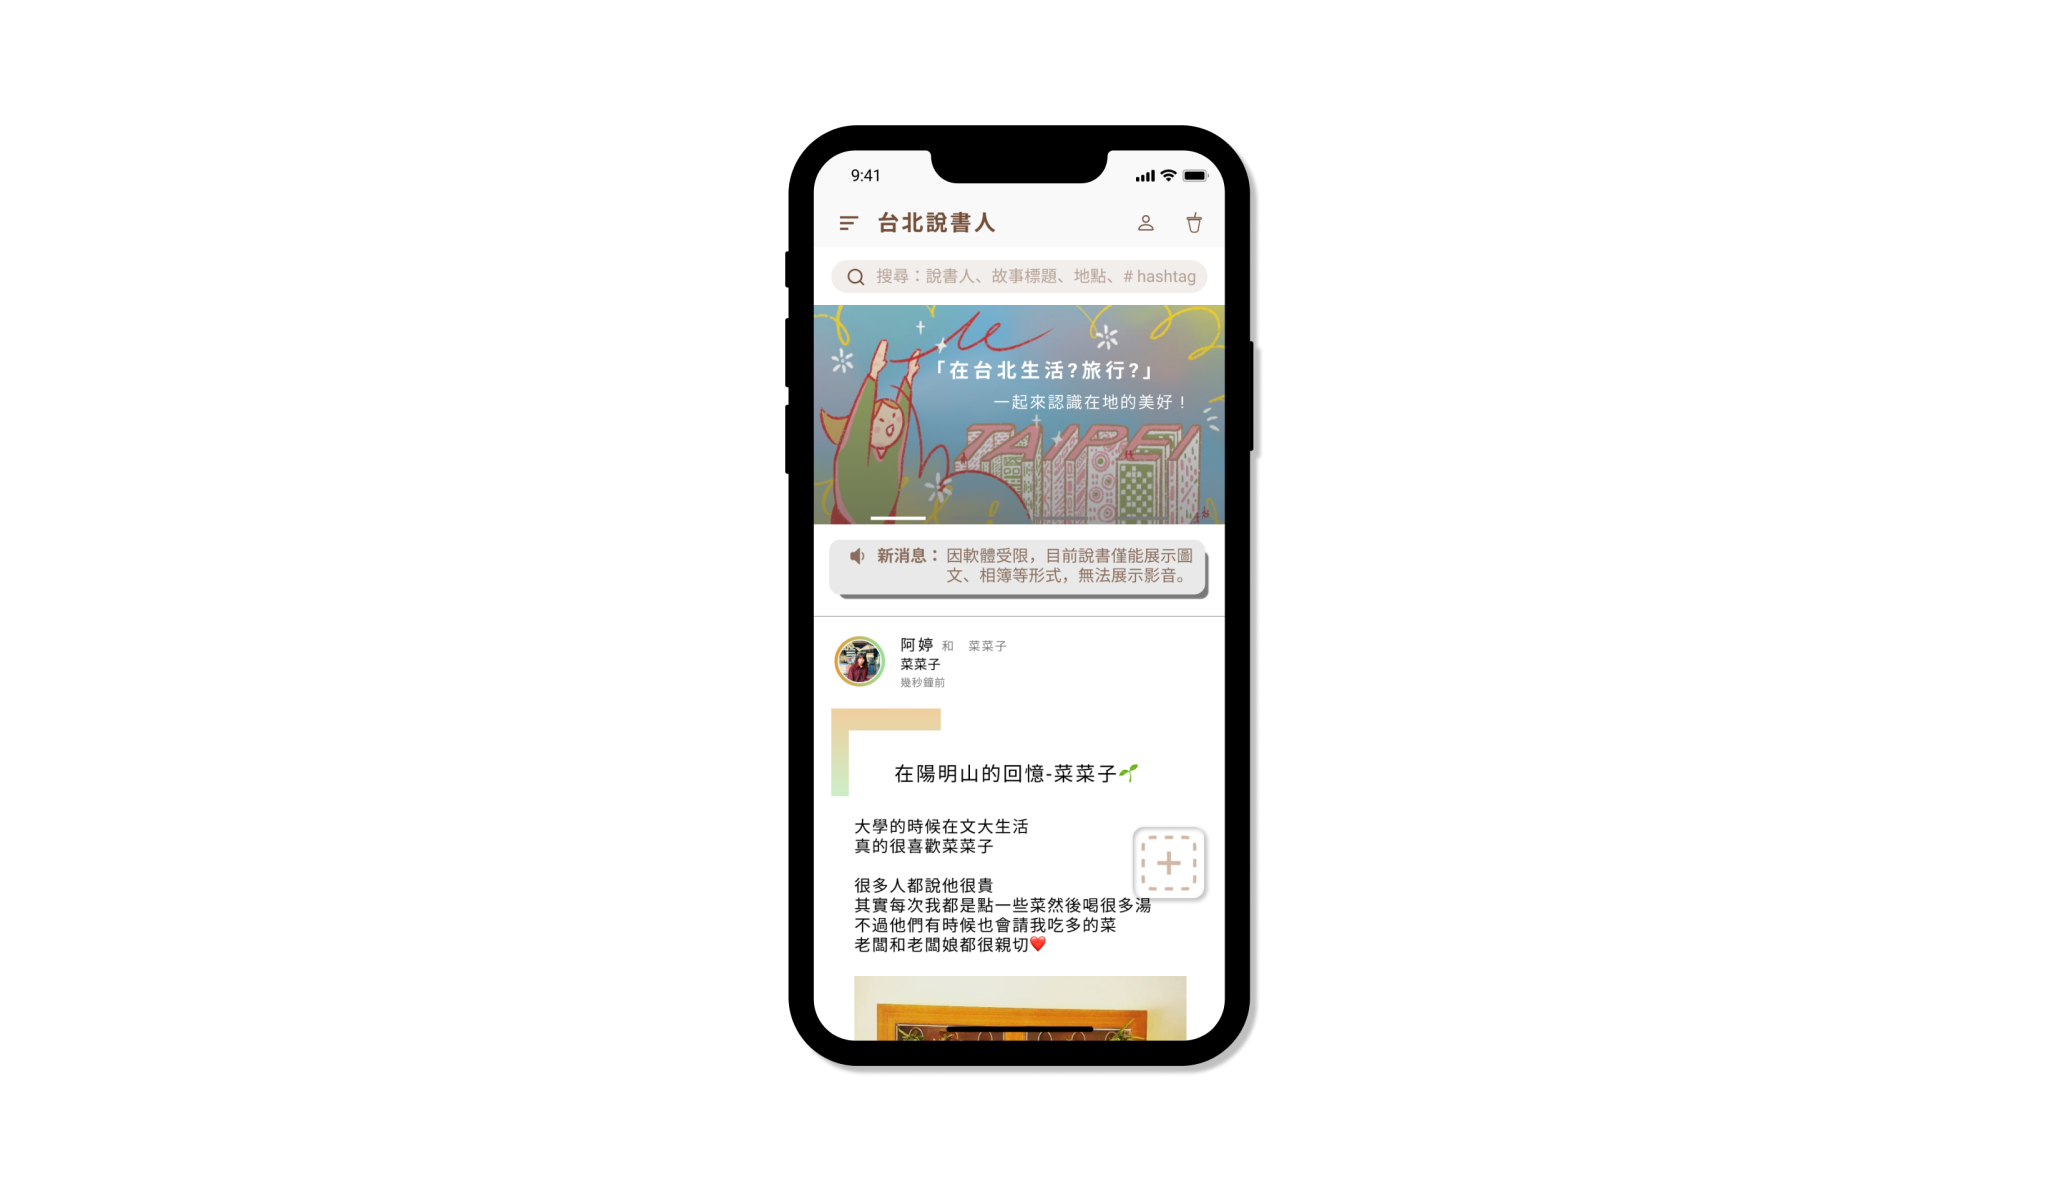 9:41
台北說書人
搜尋：說書人、故事標題、地點、# hashtag
「在台北生活?旅行?」
一起來認識在地的美好！
TAIPEI
新消息： 因軟體受限，目前說書僅能展示圖
文、相簿等形式，無法展示影音。
阿婷 和 菜菜子
菜菜子
幾秒鐘前
在陽明山的回憶-菜菜子🌱
大學的時候在文大生活
真的很喜歡菜菜子
很多人都說他很貴
其實每次我都是點一些菜然後喝很多湯
不過他們有時候也會請我吃多的菜
老闆和老闆娘都很親切❤️